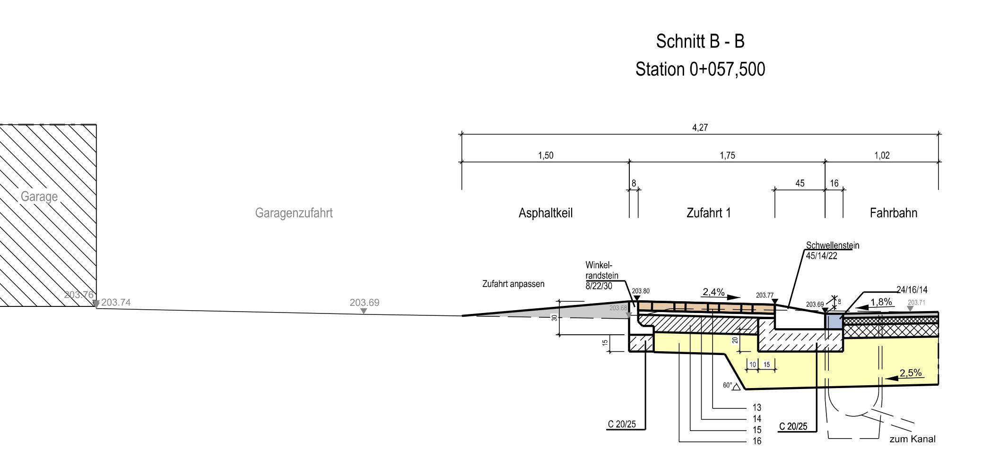 Schnitt B - B
Station 0+057,500
4,27
1,50
1,75
1,02
8
45
16
Garage
Garagenzufahrt
Asphaltkeil
Zufahrt 1
Fahrbahn
Schwellenstein
45/14/22
Winkel-
randstein
8/22/30
Zufahrt anpassen
203.76
203.74
203.69
203.68
203.80
2,4%
203.77
203.69
8
24/16/14
1,8%
203.71
30
15
20
10
15
60°
2,5%
13
14
15
16
C 20/25
C 20/25
zum Kanal